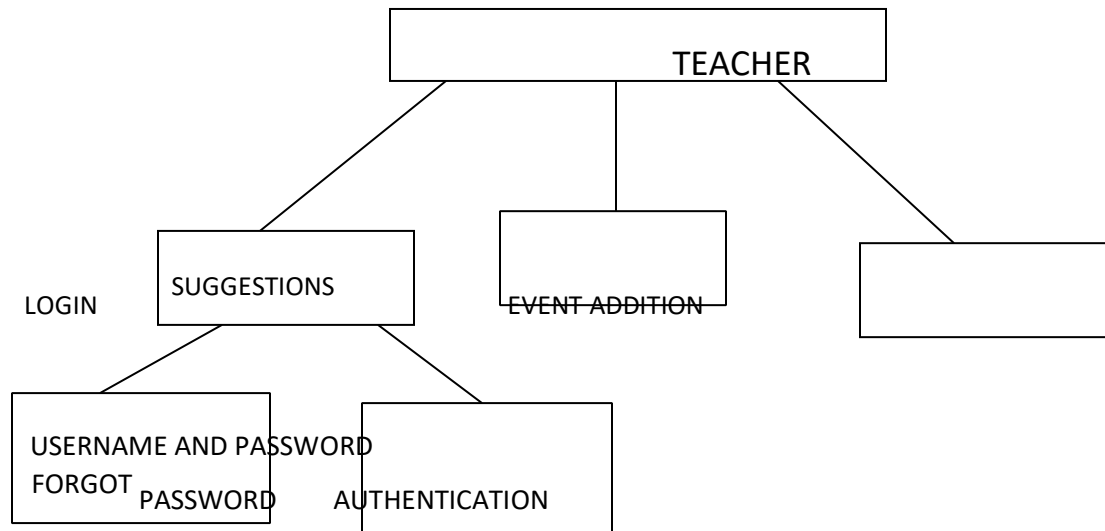 TEACHER
SUGGESTIONS
LOGIN EVENT ADDITION
USERNAME AND PASSWORD
FORGOT
PASSWORD AUTHENTICATION